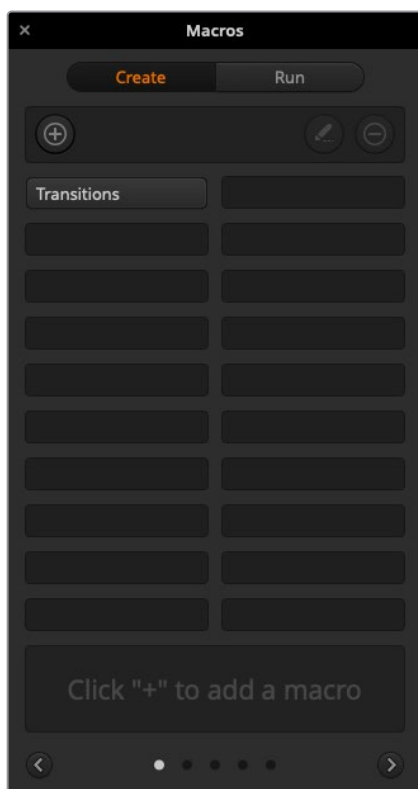 Macros
Create
Run
Transitions
Click "+" to add a macro